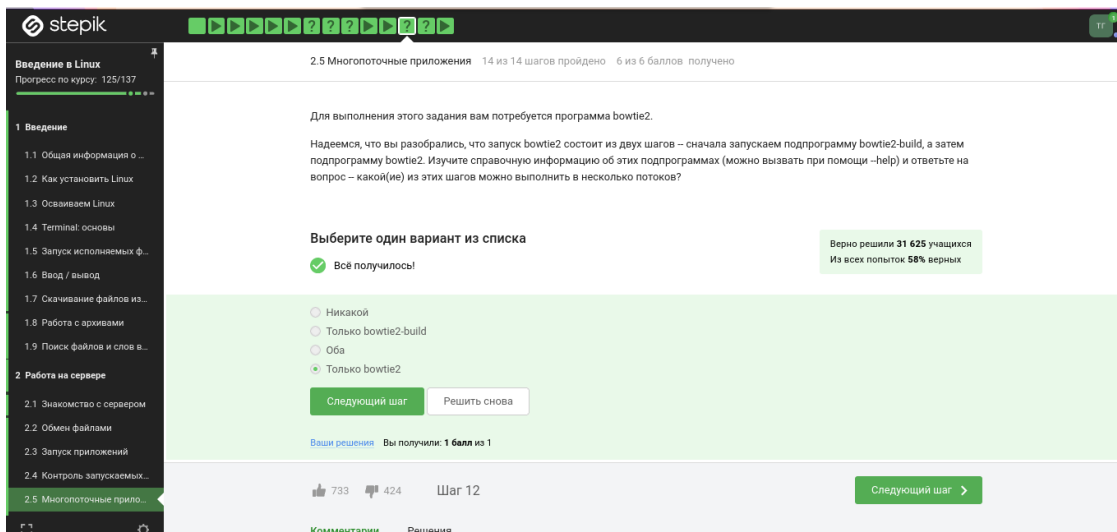 stepik
ТГ
1
Введение в Linux
Прогресс по курсу: 125/137
1 Введение
1.1 Общая информация о ...
1.2 Как установить Linux
1.3 Осваиваем Linux
1.4 Terminal: основы
1.5 Запуск исполняемых ф...
1.6 Ввод / вывод
1.7 Скачивание файлов из...
1.8 Работа с архивами
1.9 Поиск файлов и слов в...
2 Работа на сервере
2.1 Знакомство с сервером
2.2 Обмен файлами
2.3 Запуск приложений
2.4 Контроль запускаемых...
2.5 Многопоточные прило...
2.5 Многопоточные приложения 14 из 14 шагов пройдено 6 из 6 баллов получено
Для выполнения этого задания вам потребуется программа bowtie2.
Надеемся, что вы разобрались, что запуск bowtie2 состоит из двух шагов – сначала запускаем подпрограмму bowtie2-build, а затем
подпрограмму bowtie2. Изучите справочную информацию об этих подпрограммах (можно вызвать при помощи --help) и ответьте на
вопрос – какой(ие) из этих шагов можно выполнить в несколько потоков?
Выберите один вариант из списка
Всё получилось!
Верно решили 31 625 учащихся
Из всех попыток 58% верных
Никакой
Только bowtie2-build
Оба
Только bowtie2
Следующий шаг
Решить снова
Ваши решения Вы получили: 1 балл из 1
733 424 Шаг 12
Следующий шаг
Комментарии Решения